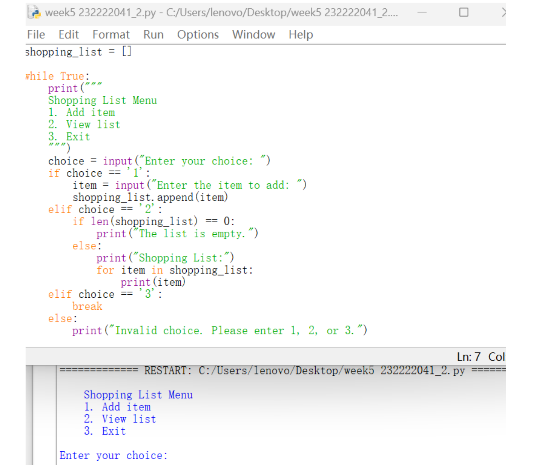 week5 232222041_2.py - C:/Users/lenovo/Desktop/week5 232222041_2....
File Edit Format Run Options Window Help
shopping_list = []
while True:
    print("""
    Shopping List Menu
    1. Add item
    2. View list
    3. Exit
    """)
    choice = input("Enter your choice: ")
    if choice == '1':
        item = input("Enter the item to add: ")
        shopping_list.append(item)
    elif choice == '2':
        if len(shopping_list) == 0:
            print("The list is empty.")
        else:
            print("Shopping List:")
            for item in shopping_list:
                print(item)
    elif choice == '3':
        break
    else:
        print("Invalid choice. Please enter 1, 2, or 3.")
Ln: 7 Col
============= RESTART: C:/Users/lenovo/Desktop/week5 232222041_2.py ======
    Shopping List Menu
    1. Add item
    2. View list
    3. Exit
Enter your choice: